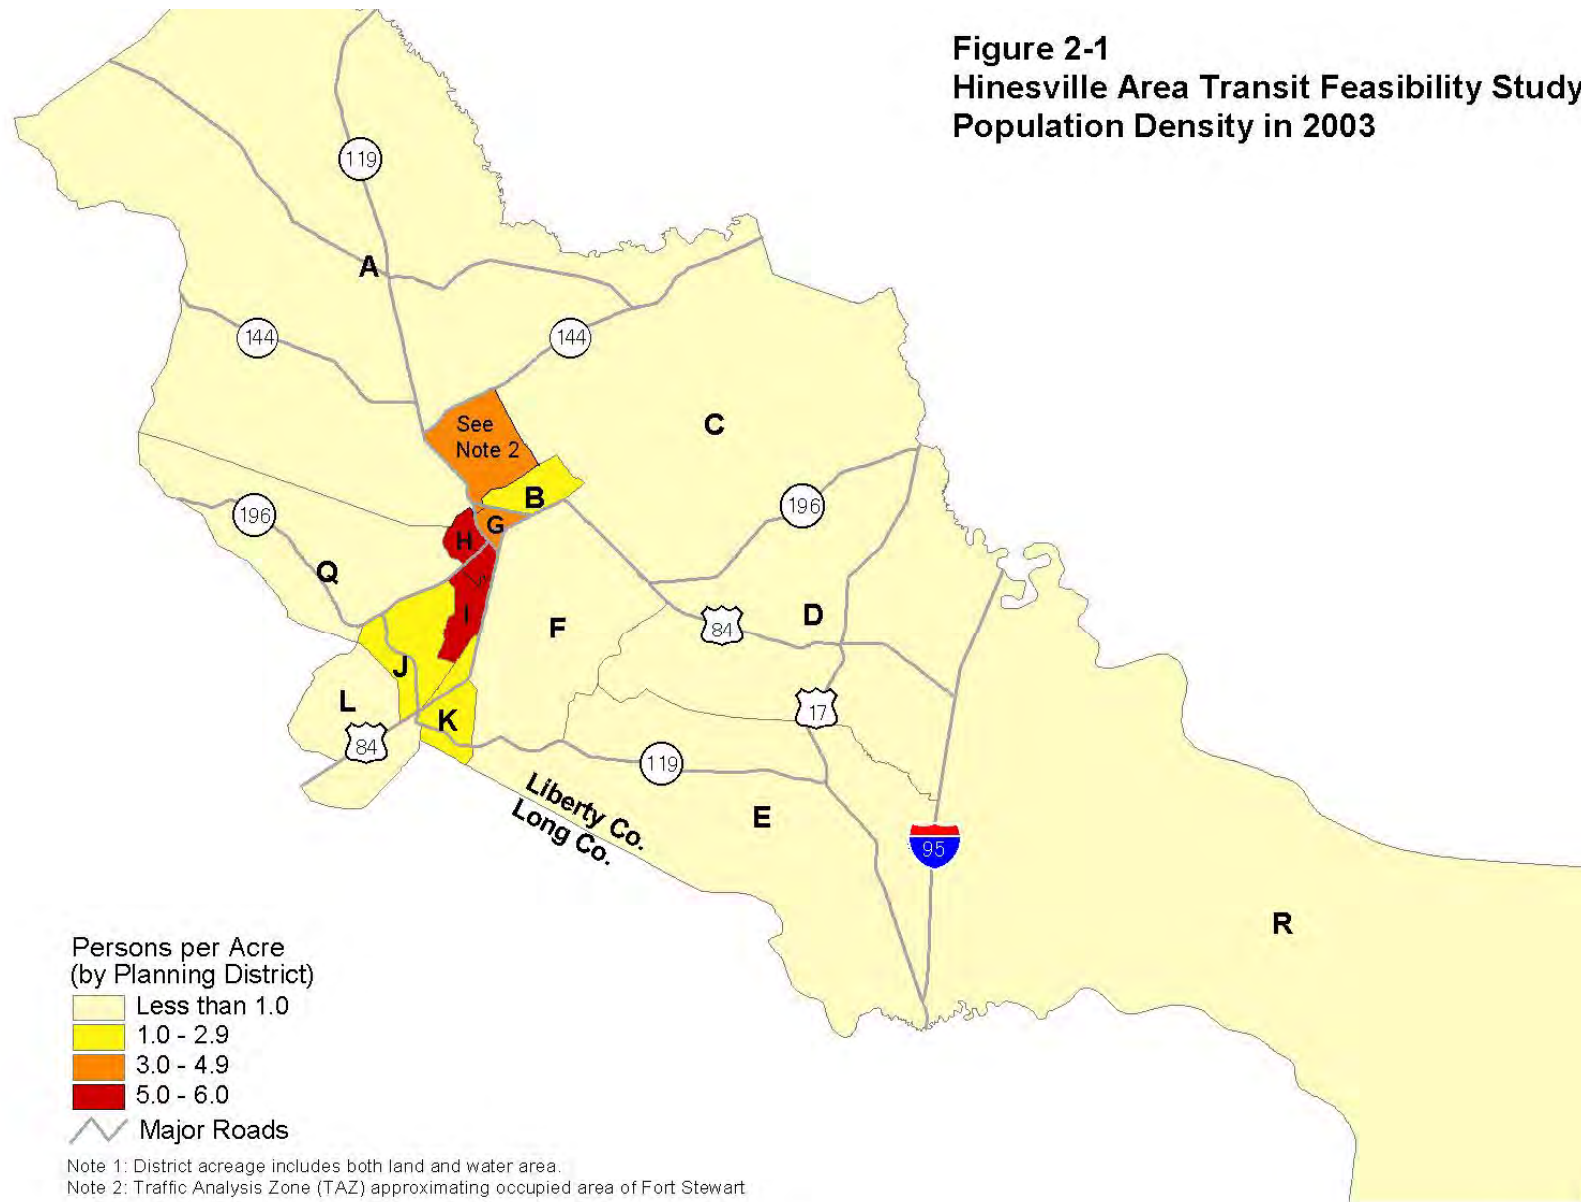 Figure 2-1
Hinesville Area Transit Feasibility Study
Population Density in 2003
119
A
144
144
See
Note 2
C
B
196
196
G
H
Q
I
F
84
D
J
L
K
17
84
119
Liberty Co.
Long Co.
E
95
R
Persons per Acre
(by Planning District)
Less than 1.0
1.0 - 2.9
3.0 - 4.9
5.0 - 6.0
Major Roads
Note 1: District acreage includes both land and water area.
Note 2: Traffic Analysis Zone (TAZ) approximating occupied area of Fort Stewart